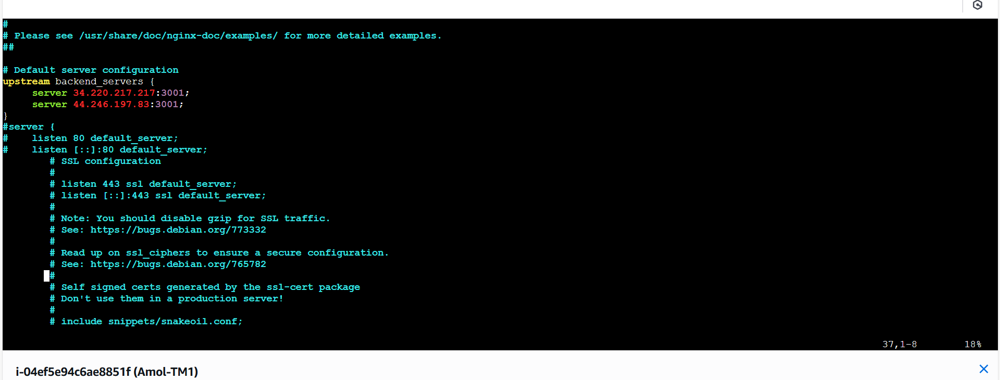 #
# Please see /usr/share/doc/nginx-doc/examples/ for more detailed examples.
##
# Default server configuration
upstream backend_servers {
     server 34.220.217.217:3001;
     server 44.246.197.83:3001;
}
#server {
#    listen 80 default_server;
#    listen [::]:80 default_server;
        # SSL configuration
        #
        # listen 443 ssl default_server;
        # listen [::]:443 ssl default_server;
        #
        # Note: You should disable gzip for SSL traffic.
        # See: https://bugs.debian.org/773332
        #
        # Read up on ssl_ciphers to ensure a secure configuration.
        # See: https://bugs.debian.org/765782
        #
        # Self signed certs generated by the ssl-cert package
        # Don't use them in a production server!
        #
        # include snippets/snakeoil.conf;
37,1-8 18%
i-04ef5e94c6ae8851f (Amol-TM1)